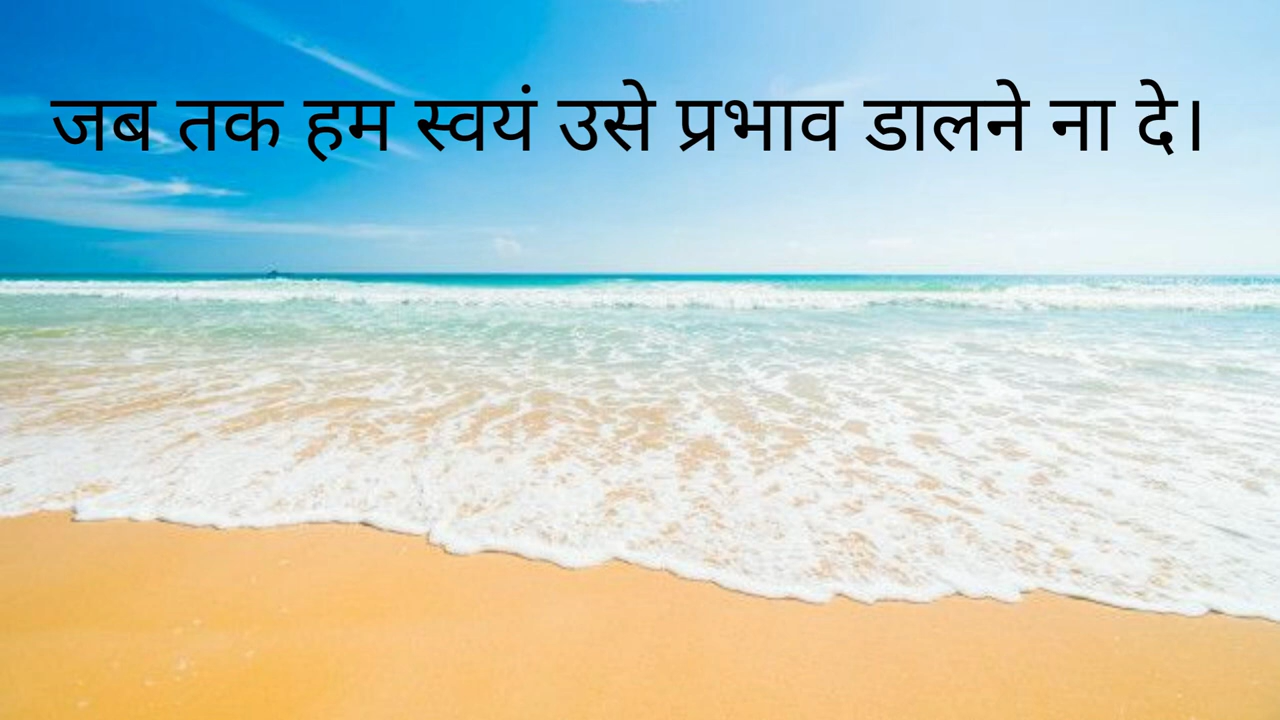 जब तक हम स्वयं उसे प्रभाव डालने ना दे।